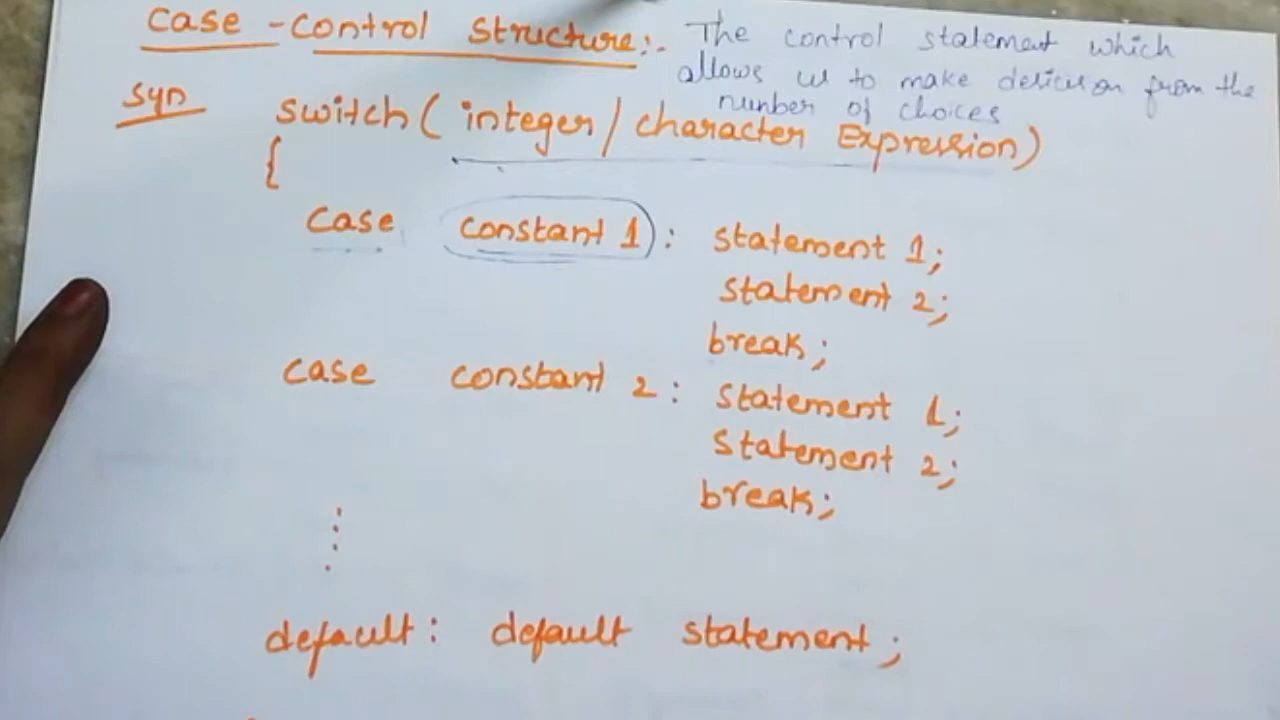 Case - Control Structure:-
The control statement which
allows us to make decision from the
number of choices
Syn
switch( integer / character Expression)
{
case constant 1 : statement 1;
statement 2;
break;
case constant 2 : statement 1;
statement 2;
break;
default : default statement ;